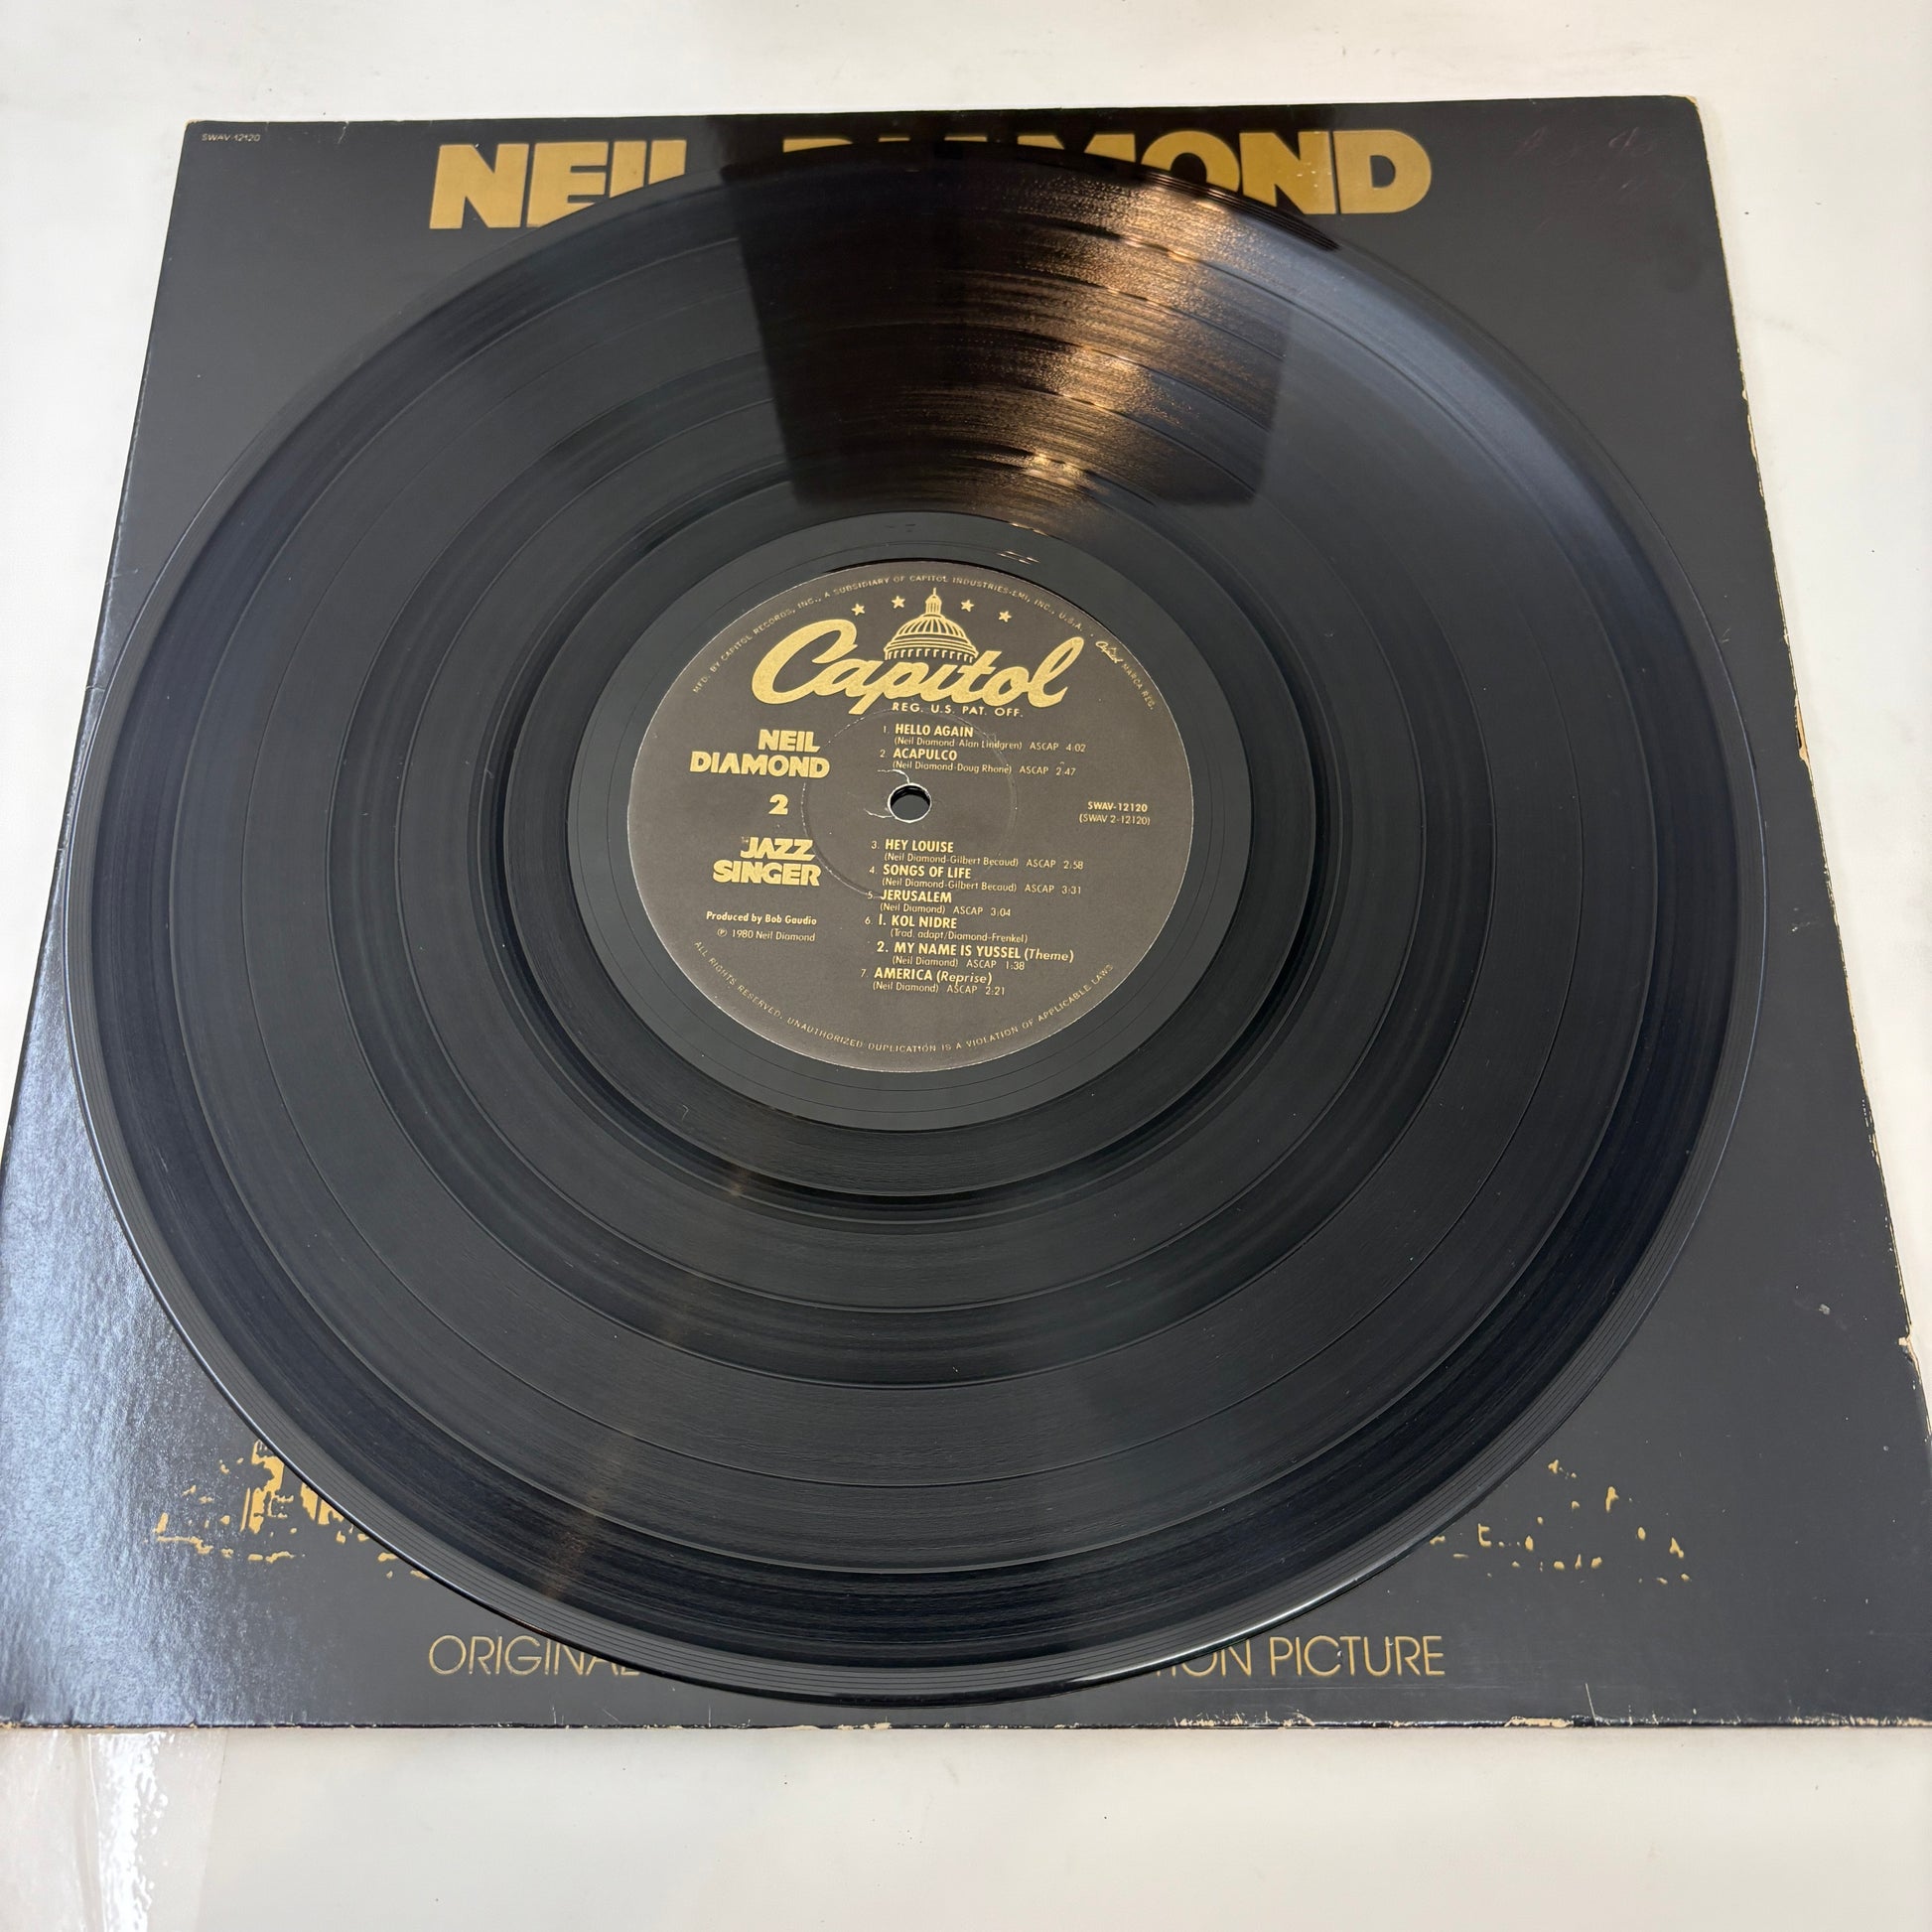 SWAV-12120
NEIL DIAMOND
MFD. BY CAPITOL RECORDS, INC., A SUBSIDIARY OF CAPITOL INDUSTRIES-EMI, INC., U.S.A. · Capitol MARCA REG.
Capitol
REG. U.S. PAT. OFF.
NEIL
DIAMOND
2
JAZZ
SINGER
Produced by Bob Gaudio
℗ 1980 Neil Diamond
1. HELLO AGAIN
(Neil Diamond-Alan Lindgren) ASCAP 4:02
2. ACAPULCO
(Neil Diamond-Doug Rhone) ASCAP 2:47
SWAV-12120
(SWAV 2-12120)
3. HEY LOUISE
(Neil Diamond-Gilbert Becaud) ASCAP 2:58
4. SONGS OF LIFE
(Neil Diamond-Gilbert Becaud) ASCAP 3:31
5. JERUSALEM
(Neil Diamond) ASCAP 3:04
6. 1. KOL NIDRE
(Trad. adapt/Diamond-Frenkel)
2. MY NAME IS YUSSEL (Theme)
(Neil Diamond) ASCAP 1:38
7. AMERICA (Reprise)
(Neil Diamond) ASCAP 2:21
ALL RIGHTS RESERVED. UNAUTHORIZED DUPLICATION IS A VIOLATION OF APPLICABLE LAWS.
ORIGINAL TION PICTURE